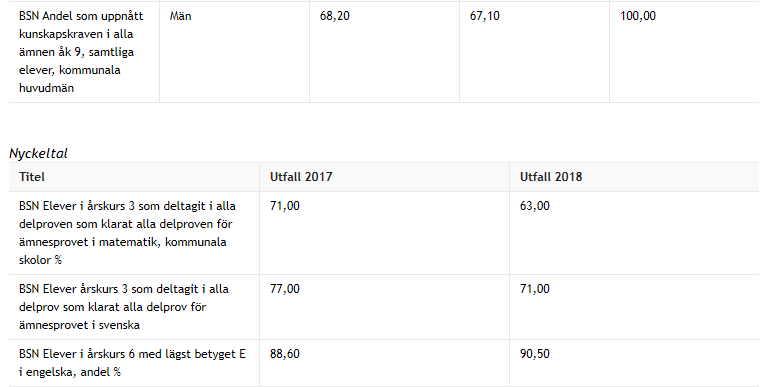 BSN Andel som uppnått Män 68,20 67,10 100,00
kunskapskraven i alla
ämnen åk 9, samtliga
elever, kommunala
huvudmän
Nyckeltal
Titel Utfall 2017 Utfall 2018
BSN Elever i årskurs 3 som deltagit i alla 71,00 63,00
delproven som klarat alla delproven för
ämnesprovet i matematik, kommunala
skolor %
BSN Elever årskurs 3 som deltagit i alla 77,00 71,00
delprov som klarat alla delprov för
ämnesprovet i svenska
BSN Elever i årskurs 6 med lägst betyget E 88,60 90,50
i engelska, andel %